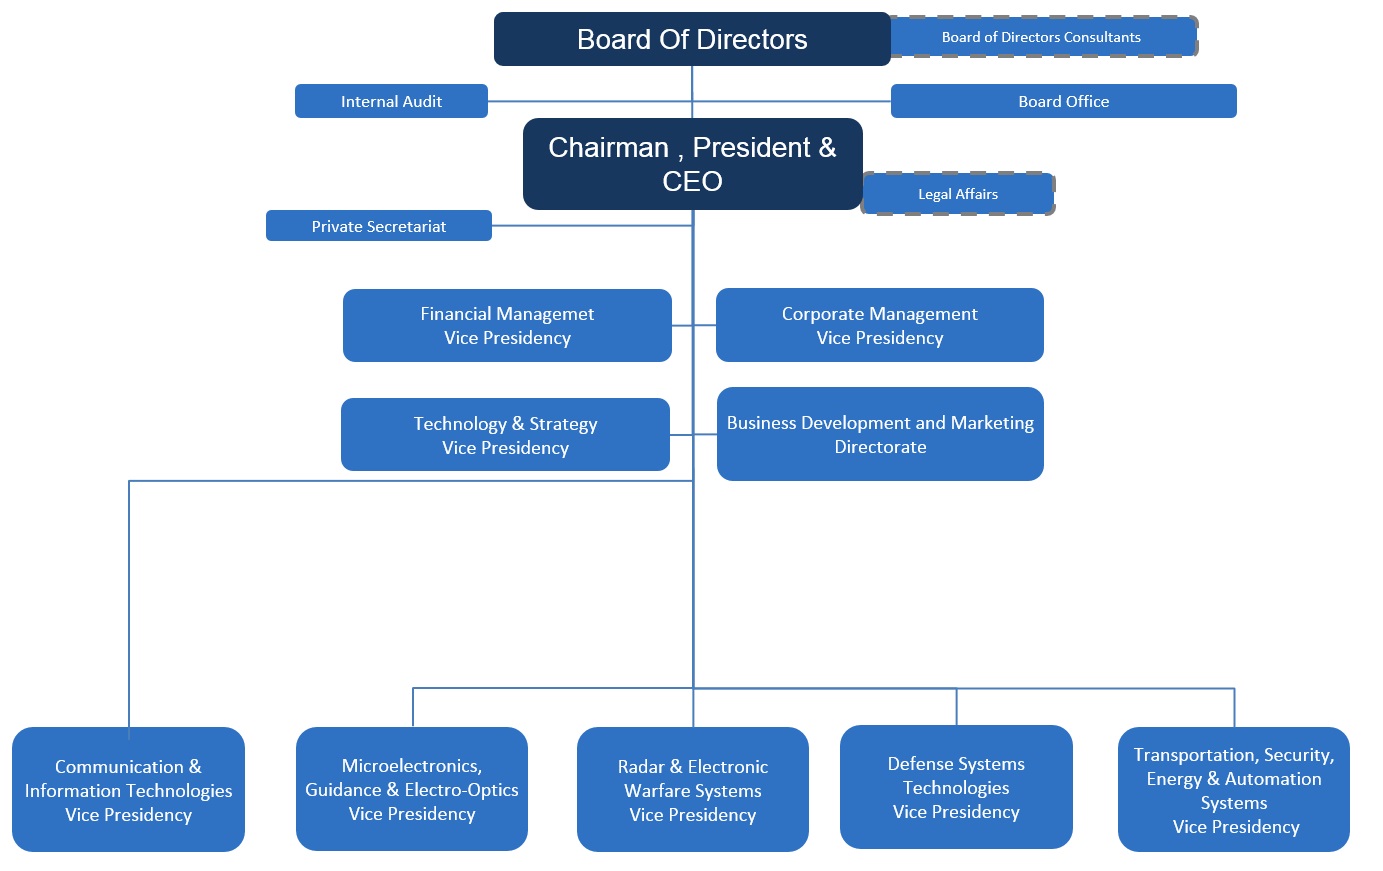 Board Of Directors
Board of Directors Consultants
Internal Audit
Board Office
Chairman , President &
CEO
Legal Affairs
Private Secretariat
Financial Managemet
Vice Presidency
Corporate Management
Vice Presidency
Technology & Strategy
Vice Presidency
Business Development and Marketing
Directorate
Communication &
Information Technologies
Vice Presidency
Microelectronics,
Guidance & Electro-Optics
Vice Presidency
Radar & Electronic
Warfare Systems
Vice Presidency
Defense Systems
Technologies
Vice Presidency
Transportation, Security,
Energy & Automation
Systems
Vice Presidency